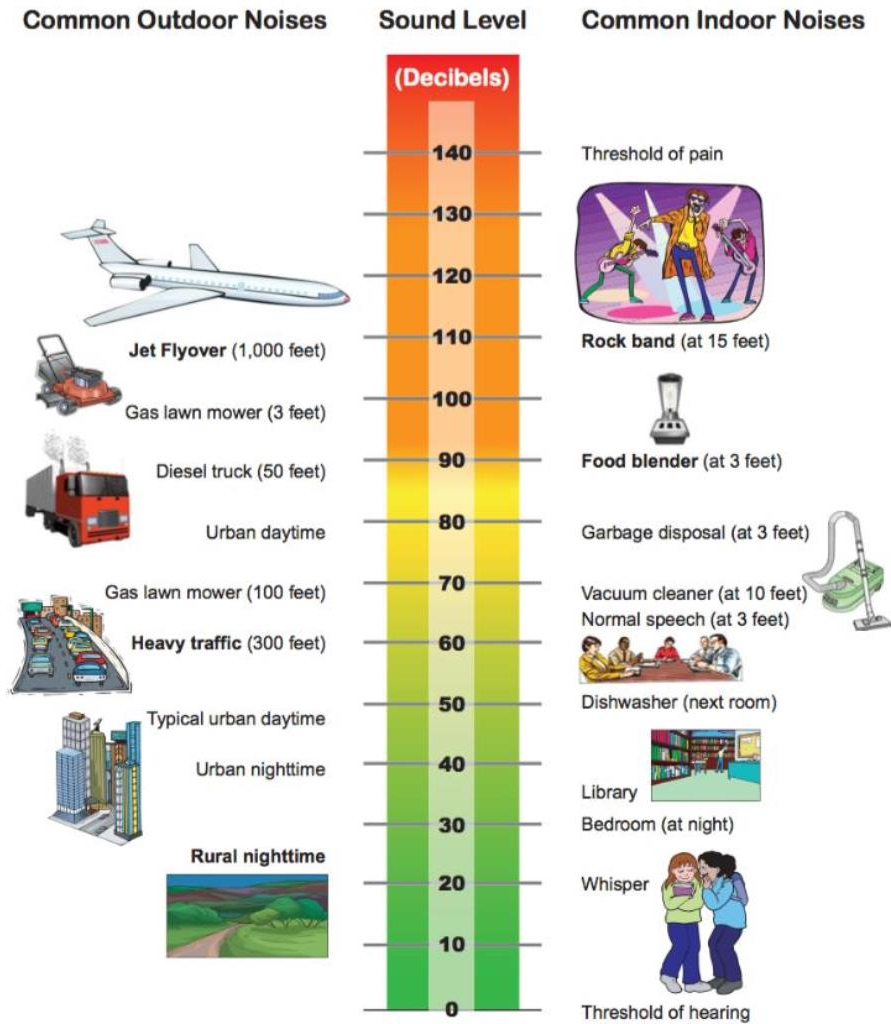 Common Outdoor Noises
Sound Level
Common Indoor Noises
(Decibels)
140
Threshold of pain
130
120
110
Jet Flyover (1,000 feet)
Rock band (at 15 feet)
100
Gas lawn mower (3 feet)
90
Food blender (at 3 feet)
Diesel truck (50 feet)
80
Urban daytime
Garbage disposal (at 3 feet)
70
Gas lawn mower (100 feet)
Vacuum cleaner (at 10 feet)
Normal speech (at 3 feet)
60
Heavy traffic (300 feet)
50
Dishwasher (next room)
Typical urban daytime
40
Urban nighttime
Library
30
Bedroom (at night)
Rural nighttime
20
Whisper
10
0
Threshold of hearing